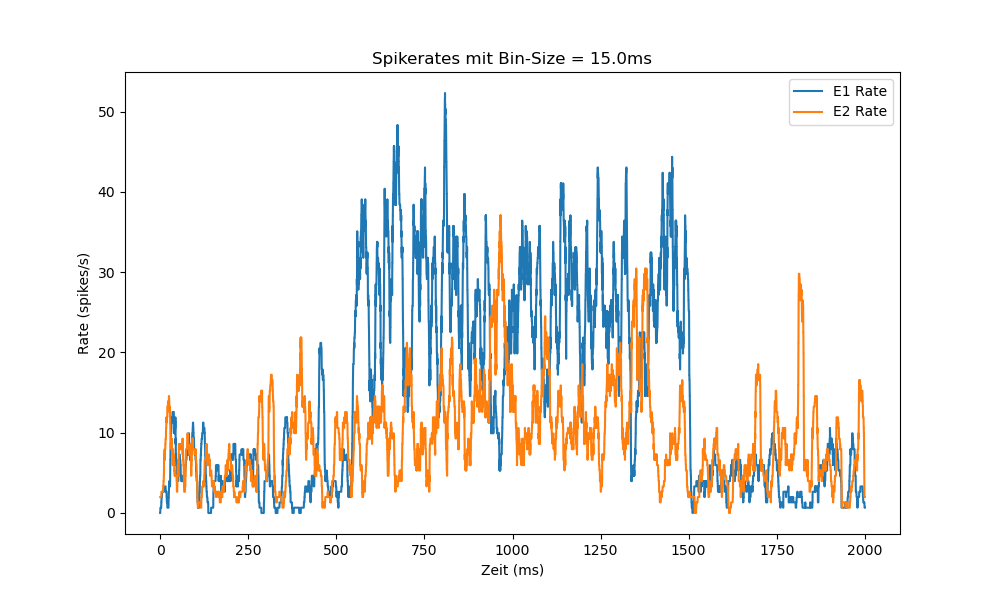 Spikerates mit Bin-Size = 15.0ms
E1 Rate
E2 Rate
50
40
30
20
10
0
Rate (spikes/s)
0 250 500 750 1000 1250 1500 1750 2000
Zeit (ms)